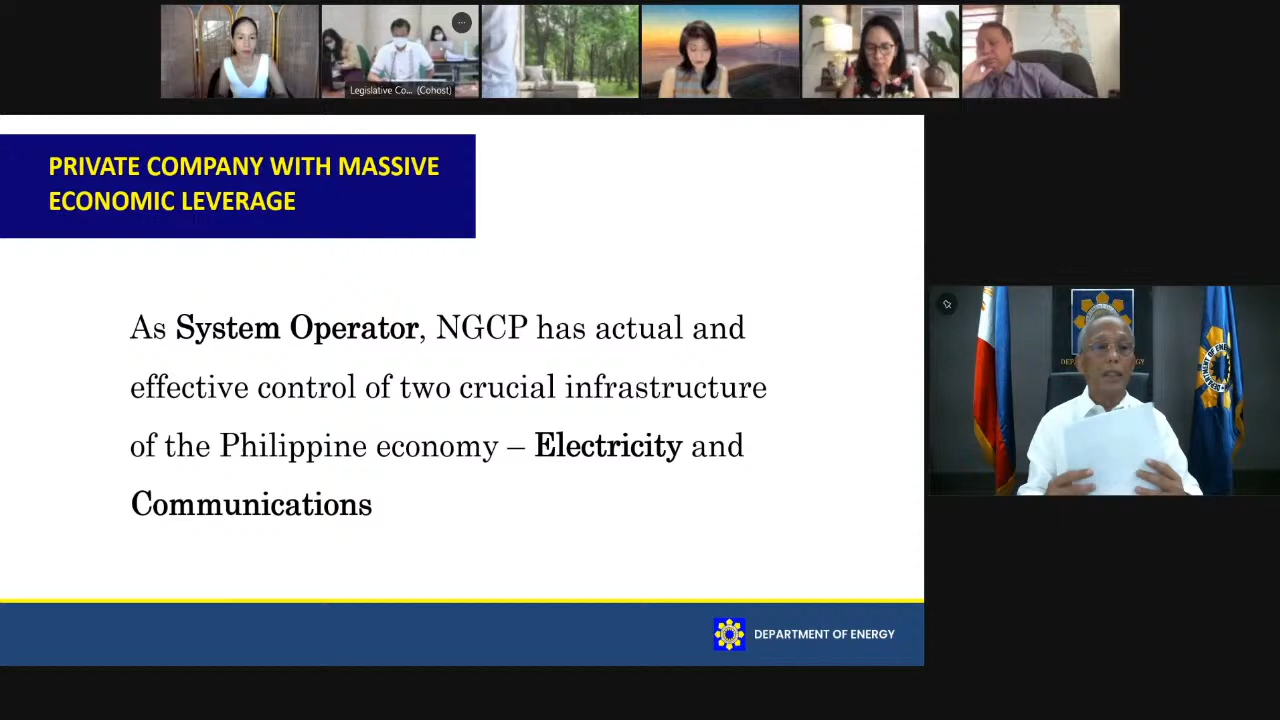 Legislative Co... (Cohost)
PRIVATE COMPANY WITH MASSIVE
ECONOMIC LEVERAGE
As System Operator, NGCP has actual and
effective control of two crucial infrastructure
of the Philippine economy – Electricity and
Communications
DEPARTMENT OF ENERGY